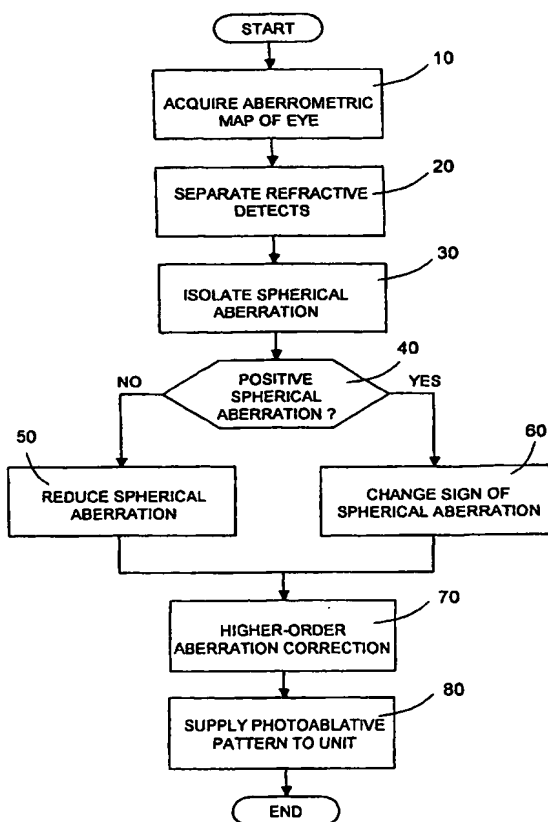 START
10
ACQUIRE ABERROMETRIC
MAP OF EYE
20
SEPARATE REFRACTIVE
DETECTS
30
ISOLATE SPHERICAL
ABERRATION
40
NO
POSITIVE
SPHERICAL
ABERRATION ?
YES
50
REDUCE SPHERICAL
ABERRATION
60
CHANGE SIGN OF
SPHERICAL ABERRATION
70
HIGHER-ORDER
ABERRATION CORRECTION
80
SUPPLY PHOTOABLATIVE
PATTERN TO UNIT
END